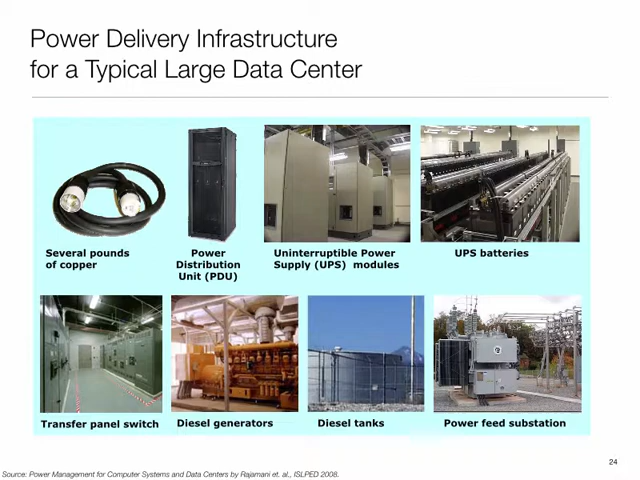 Power Delivery Infrastructure
for a Typical Large Data Center
Several pounds
of copper
Power
Distribution
Unit (PDU)
Uninterruptible Power
Supply (UPS) modules
UPS batteries
Transfer panel switch
Diesel generators
Diesel tanks
Power feed substation
24
Source: Power Management for Computer Systems and Data Centers by Rajamani et. al., ISLPED 2008.